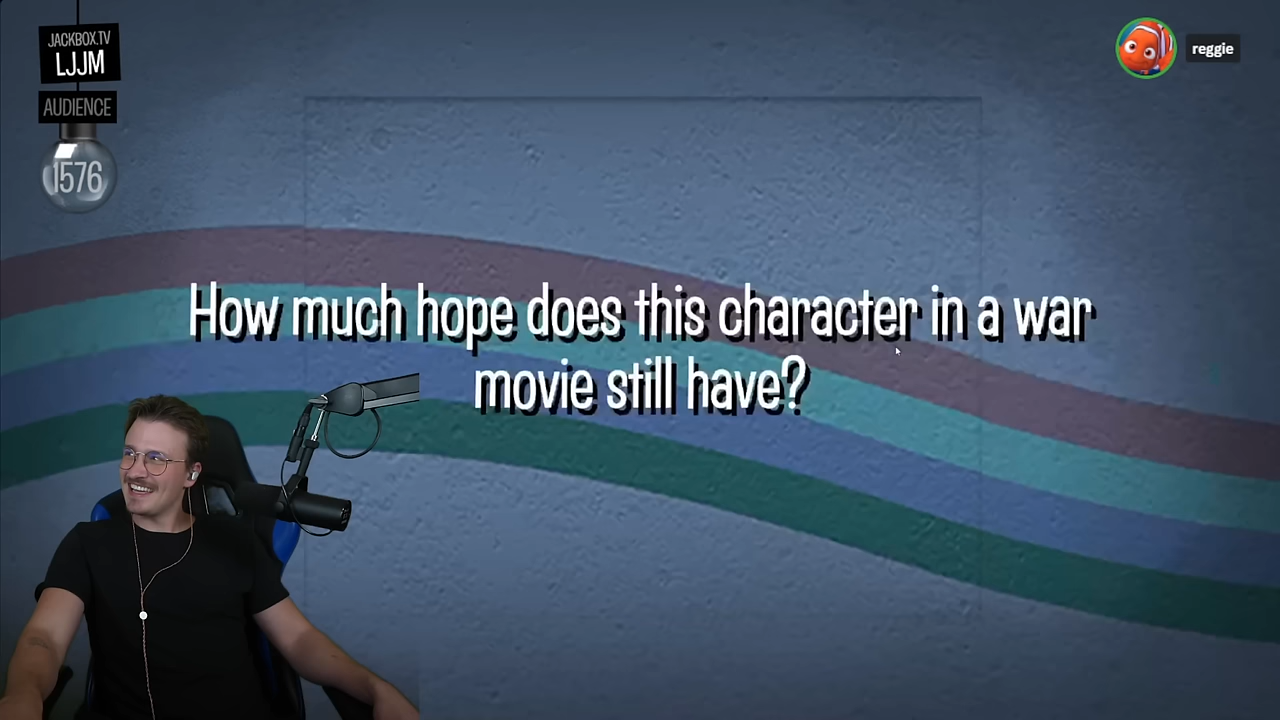 JACKBOX.TV
LJJM
AUDIENCE
1576
reggie
How much hope does this character in a war
movie still have?